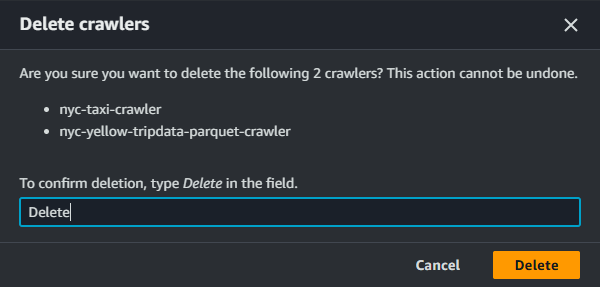 Delete crawlers
Are you sure you want to delete the following 2 crawlers? This action cannot be undone.
• nyc-taxi-crawler
• nyc-yellow-tripdata-parquet-crawler
To confirm deletion, type Delete in the field.
Delete
Cancel Delete